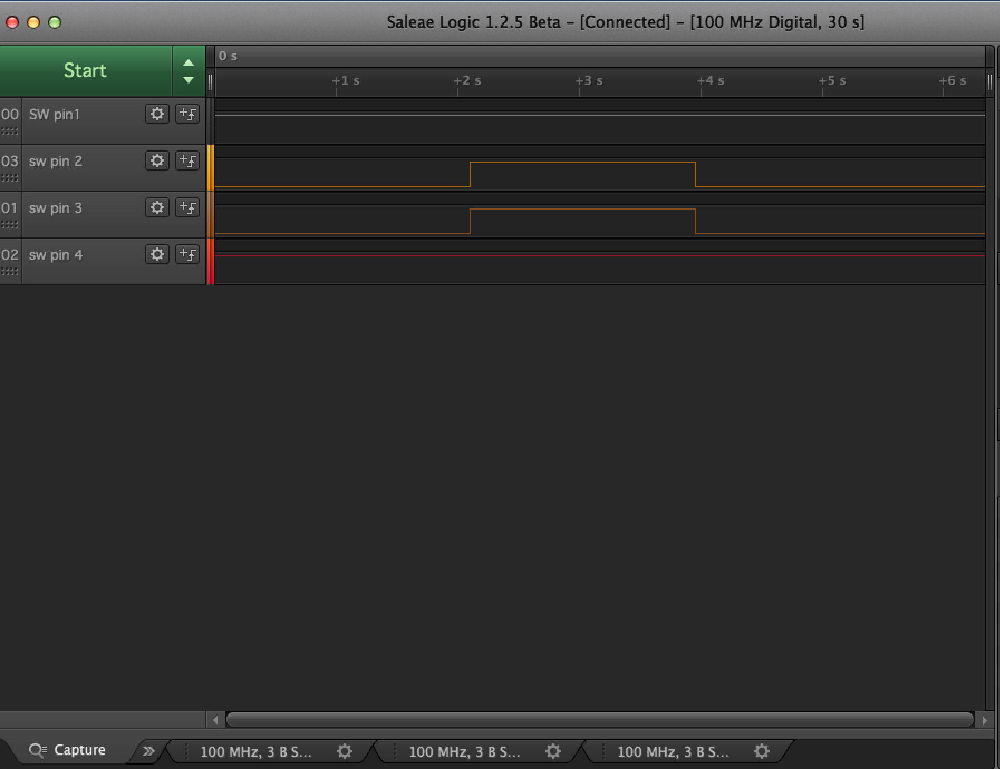 Saleae Logic 1.2.5 Beta – [Connected] – [100 MHz Digital, 30 s]
Start
0 s
+1 s +2 s +3 s +4 s +5 s +6 s
00 SW pin1
03 sw pin 2
01 sw pin 3
02 sw pin 4
Capture
100 MHz, 3 B S...
100 MHz, 3 B S...
100 MHz, 3 B S...